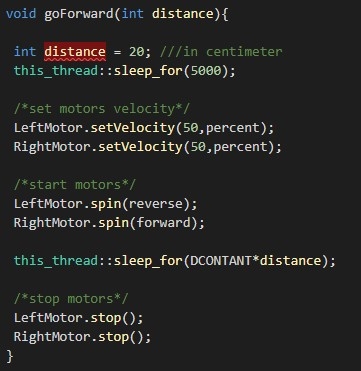 void goForward(int distance){
int distance = 20; ///in centimeter
this_thread::sleep_for(5000);
/*set motors velocity*/
LeftMotor.setVelocity(50,percent);
RightMotor.setVelocity(50,percent);
/*start motors*/
LeftMotor.spin(reverse);
RightMotor.spin(forward);
this_thread::sleep_for(DCONTANT*distance);
/*stop motors*/
LeftMotor.stop();
RightMotor.stop();
}